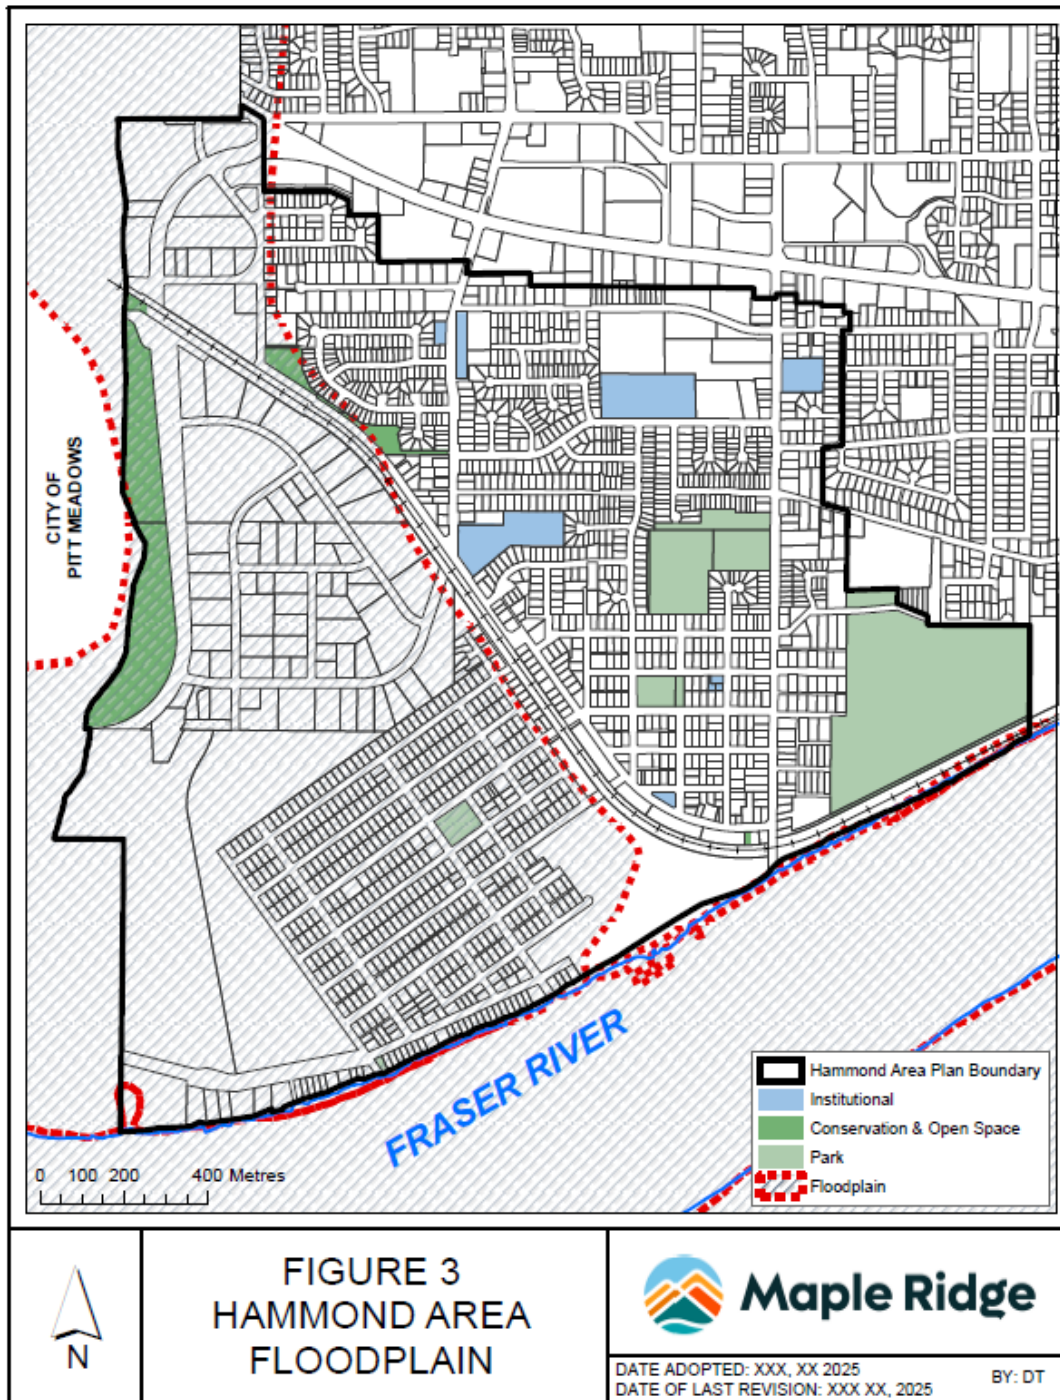 CITY OF
PITT MEADOWS
FRASER RIVER
Hammond Area Plan Boundary
Institutional
Conservation & Open Space
Park
Floodplain
0 100 200 400 Metres
N
FIGURE 3
HAMMOND AREA
FLOODPLAIN
Maple Ridge
DATE ADOPTED: XXX, XX 2025
DATE OF LAST REVISION: XXX XX, 2025
BY: DT